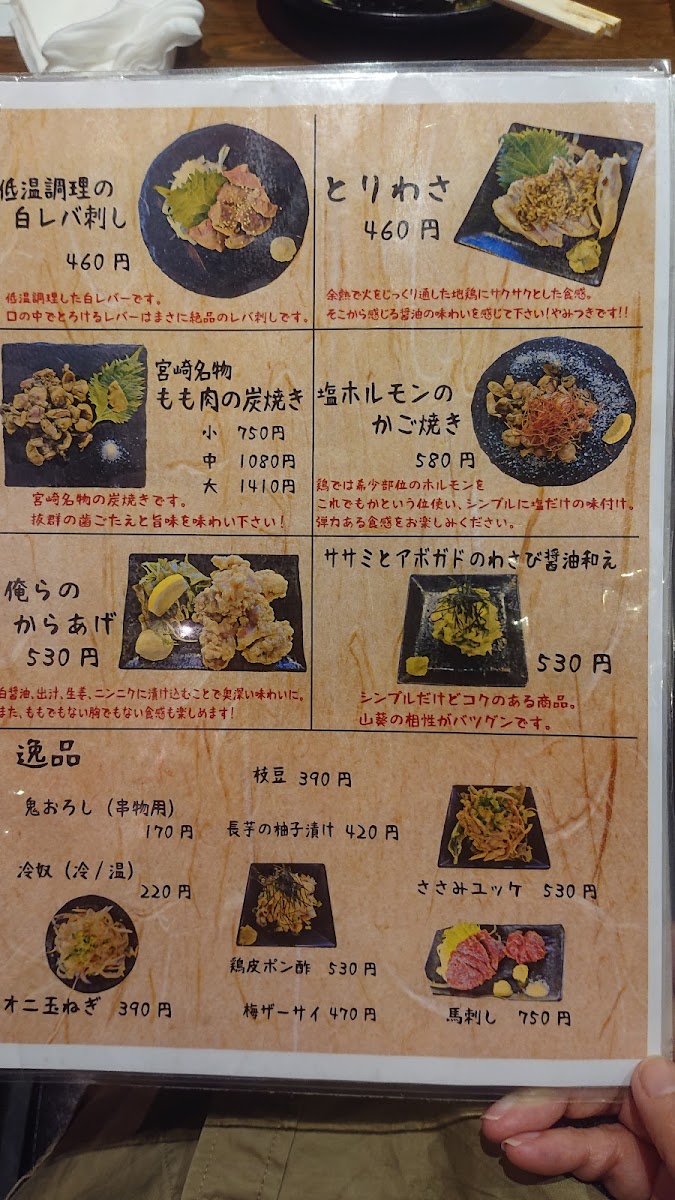 低温調理の
白レバ刺し
460円
低温調理した白レバーです。
口の中でとろけるレバーはまさに絶品のレバ刺しです。
とりわさ
460円
余熱で火をじっくり通した地鶏にサクサクとした食感。
そこから感じる醤油の味わいを感じて下さい!やみつきです!!
宮崎名物
もも肉の炭焼き
小 750円
中 1080円
大 1410円
宮崎名物の炭焼きです。
抜群の歯ごたえと旨味を味わい下さい!
塩ホルモンの
かご焼き
580円
鶏では希少部位のホルモンを
これでもかという位使い、シンプルに塩だけの味付け。
弾力ある食感をお楽しみください。
俺らの
からあげ
530円
白醤油、出汁、生姜、ニンニクに漬け込むことで奥深い味わいに。
また、ももでもない胸でもない食感も楽しめます!
ササミとアボガドのわさび醤油和え
530円
シンプルだけどコクのある商品。
山葵の相性がバツグンです。
逸品
枝豆 390円
鬼おろし(串物用)
170円
長芋の柚子漬け 420円
冷奴(冷/温)
220円
ささみユッケ 530円
鶏皮ポン酢 530円
オニ玉ねぎ 390円
梅ザーサイ 470円
馬刺し 750円